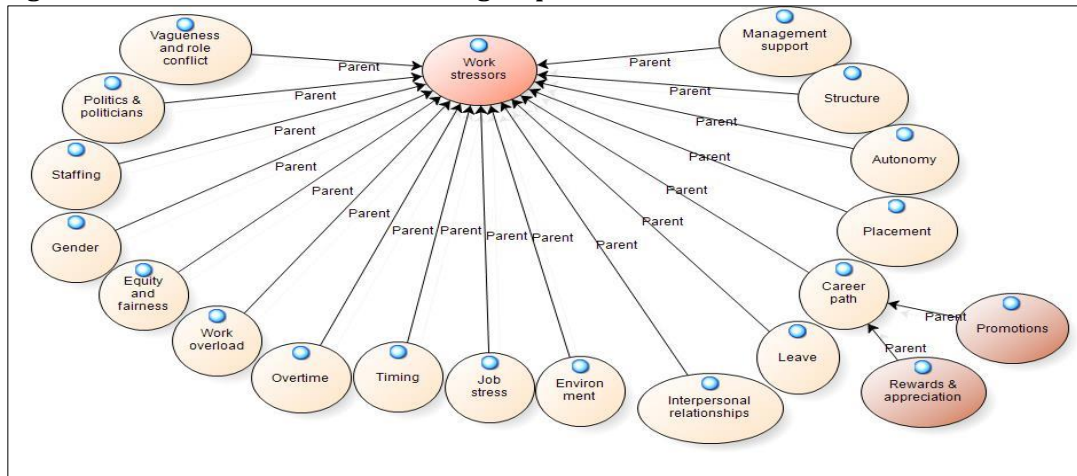 Vagueness
and role
conflict
Work
stressors
Management
support
Parent
Parent
Politics &
politicians
Parent
Parent
Structure
Staffing
Parent
Parent
Autonomy
Gender
Parent
Parent
Placement
Equity
and
fairness
Parent
Parent
Career
path
Work
overload
Parent
Parent
Overtime
Parent
Timing
Parent
Job
stress
Parent
Environ
ment
Parent
Interpersonal
relationships
Parent
Leave
Parent
Parent
Promotions
Parent
Rewards &
appreciation